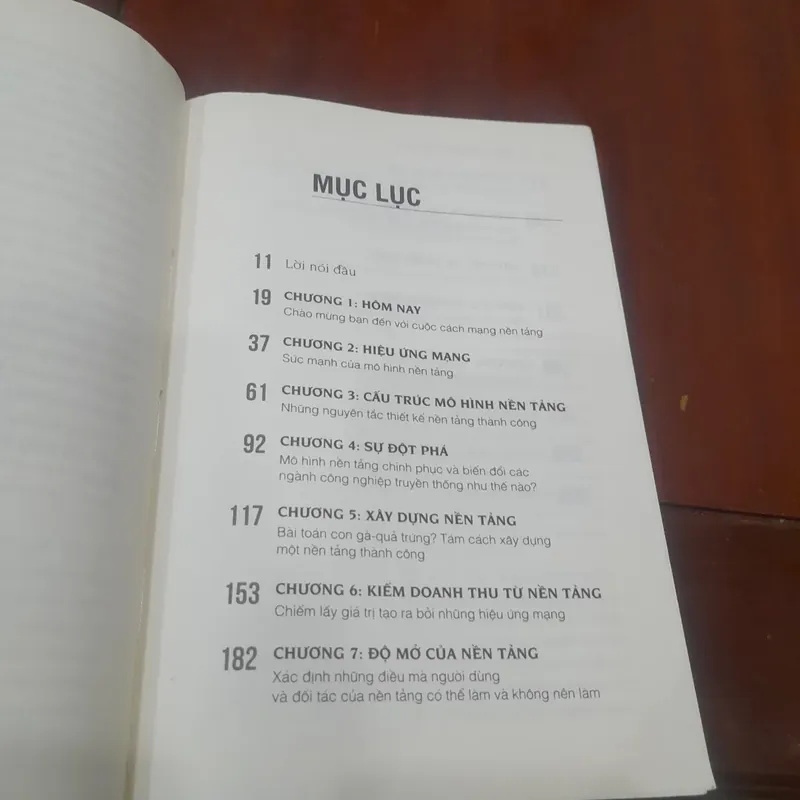 MỤC LỤC
11 Lời nói đầu
19 CHƯƠNG 1: HÔM NAY
Chào mừng bạn đến với cuộc cách mạng nền tảng
37 CHƯƠNG 2: HIỆU ỨNG MẠNG
Sức mạnh của mô hình nền tảng
61 CHƯƠNG 3: CẤU TRÚC MÔ HÌNH NỀN TẢNG
Những nguyên tắc thiết kế nền tảng thành công
92 CHƯƠNG 4: SỰ ĐỘT PHÁ
Mô hình nền tảng chinh phục và biến đổi các
ngành công nghiệp truyền thống như thế nào?
117 CHƯƠNG 5: XÂY DỰNG NỀN TẢNG
Bài toán con gà-quả trứng? Tám cách xây dựng
một nền tảng thành công
153 CHƯƠNG 6: KIẾM DOANH THU TỪ NỀN TẢNG
Chiếm lấy giá trị tạo ra bởi những hiệu ứng mạng
182 CHƯƠNG 7: ĐỘ MỞ CỦA NỀN TẢNG
Xác định những điều mà người dùng
và đối tác của nền tảng có thể làm và không nên làm